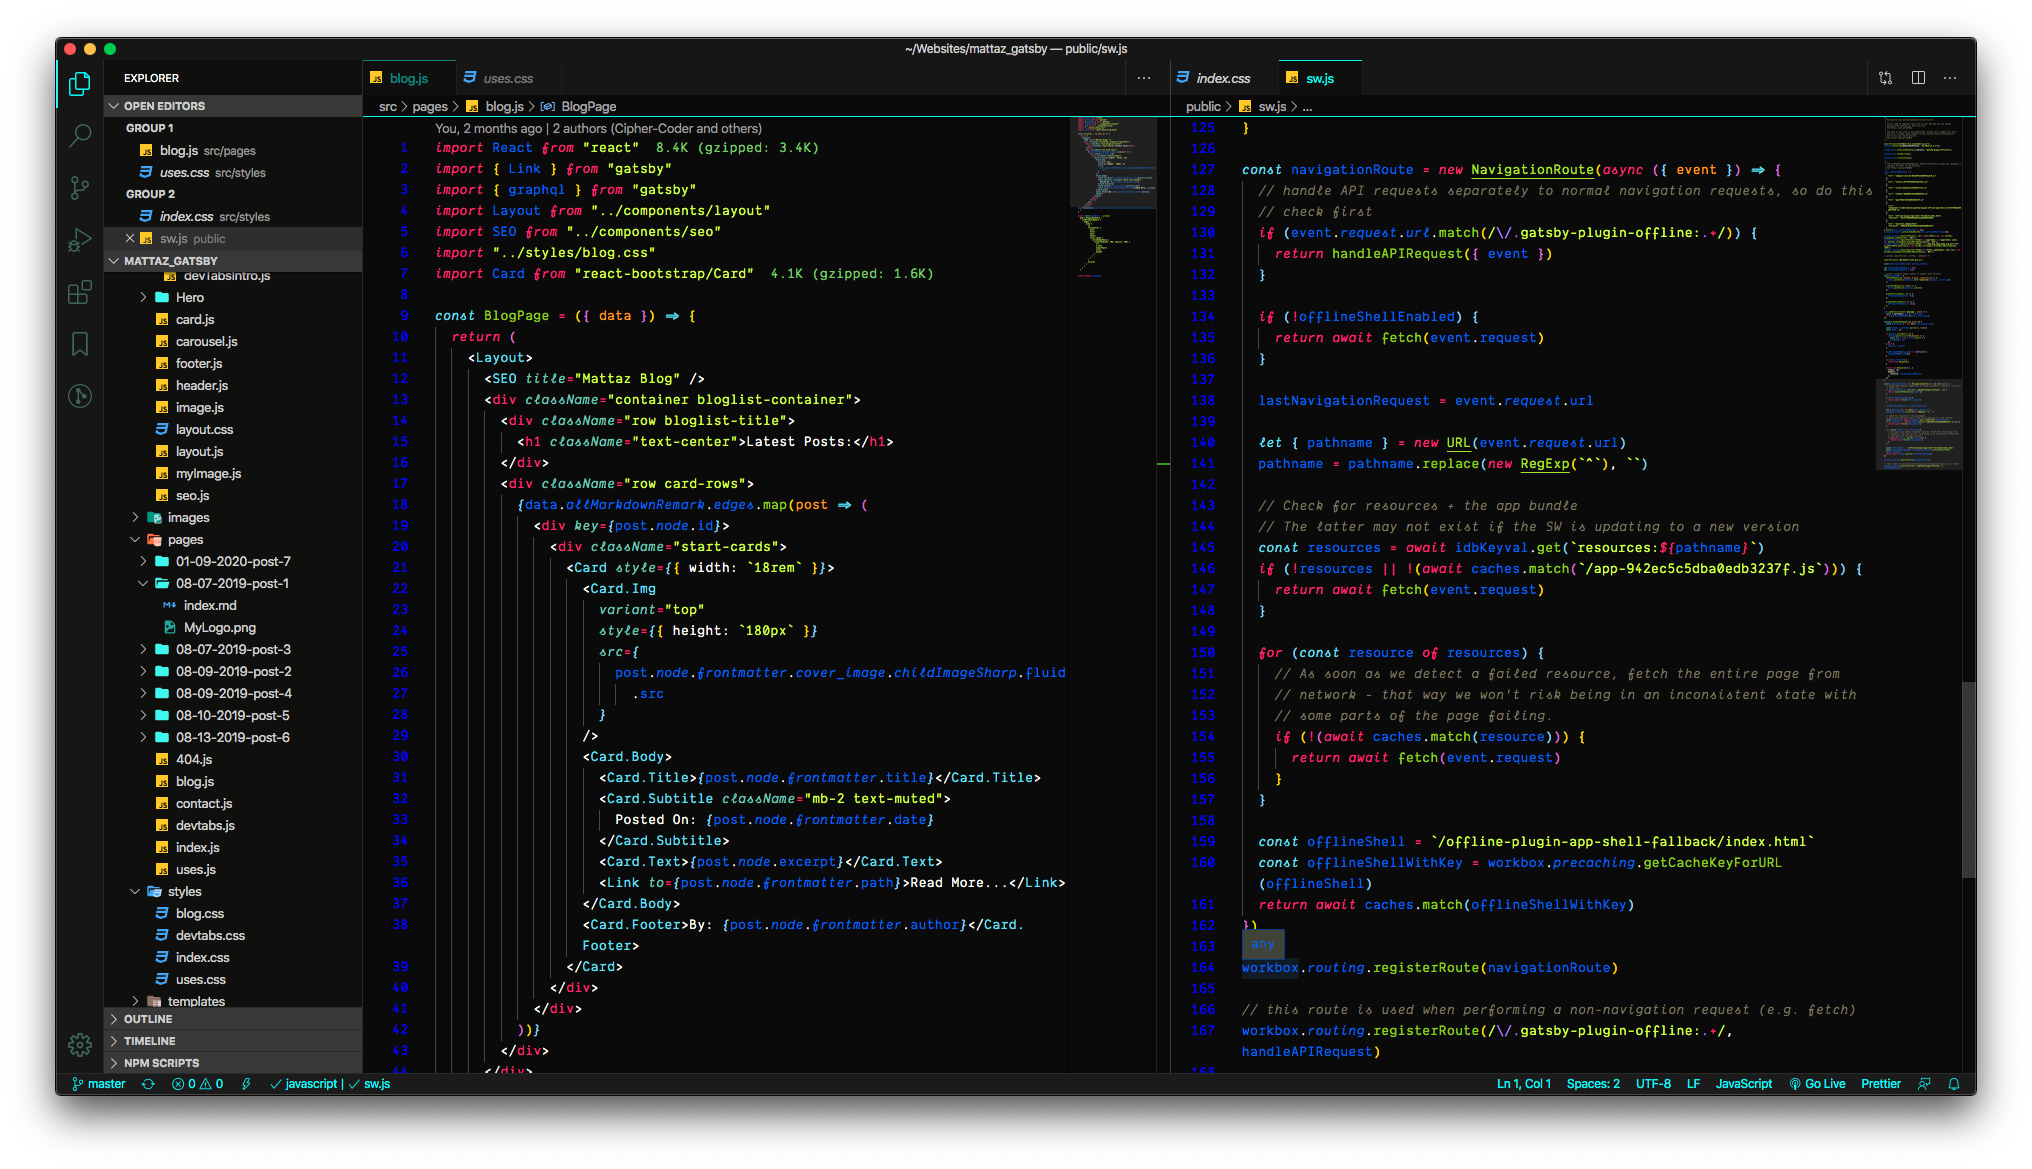 ~/Websites/mattaz_gatsby — public/sw.js
EXPLORER
OPEN EDITORS
GROUP 1
blog.js src/pages
uses.css src/styles
GROUP 2
index.css src/styles
sw.js public
MATTAZ_GATSBY
devTabsIntro.js
Hero
card.js
carousel.js
footer.js
header.js
image.js
layout.css
layout.js
myImage.js
seo.js
images
pages
01-09-2020-post-7
08-07-2019-post-1
index.md
MyLogo.png
08-07-2019-post-3
08-09-2019-post-2
08-09-2019-post-4
08-10-2019-post-5
08-13-2019-post-6
404.js
blog.js
contact.js
devtabs.js
index.js
uses.js
styles
blog.css
devtabs.css
index.css
uses.css
templates
OUTLINE
TIMELINE
NPM SCRIPTS
blog.js
uses.css
src > pages > blog.js > BlogPage
You, 2 months ago | 2 authors (Cipher-Coder and others)
1 import React from "react" 8.4K (gzipped: 3.4K)
2 import { Link } from "gatsby"
3 import { graphql } from "gatsby"
4 import Layout from "../components/layout"
5 import SEO from "../components/seo"
6 import "../styles/blog.css"
7 import Card from "react-bootstrap/Card" 4.1K (gzipped: 1.6K)
8
9 const BlogPage = ({ data }) => {
10 return (
11 <Layout>
12 <SEO title="Mattaz Blog" />
13 <div className="container bloglist-container">
14 <div className="row bloglist-title">
15 <h1 className="text-center">Latest Posts:</h1>
16 </div>
17 <div className="row card-rows">
18 {data.allMarkdownRemark.edges.map(post => (
19 <div key={post.node.id}>
20 <div className="start-cards">
21 <Card style={{ width: `18rem` }}>
22 <Card.Img
23 variant="top"
24 style={{ height: `180px` }}
25 src={
26 post.node.frontmatter.cover_image.childImageSharp.fluid
27 .src
28 }
29 />
30 <Card.Body>
31 <Card.Title>{post.node.frontmatter.title}</Card.Title>
32 <Card.Subtitle className="mb-2 text-muted">
33 Posted On: {post.node.frontmatter.date}
34 </Card.Subtitle>
35 <Card.Text>{post.node.excerpt}</Card.Text>
36 <Link to={post.node.frontmatter.path}>Read More...</Link>
37 </Card.Body>
38 <Card.Footer>By: {post.node.frontmatter.author}</Card.
Footer>
39 </Card>
40 </div>
41 </div>
42 ))}
43 </div>
44 </div>
index.css
sw.js
public > sw.js > ...
125 }
126
127 const navigationRoute = new NavigationRoute(async ({ event }) => {
128 // handle API requests separately to normal navigation requests, so do this
129 // check first
130 if (event.request.url.match(/\/.gatsby-plugin-offline:.+/)) {
131 return handleAPIRequest({ event })
132 }
133
134 if (!offlineShellEnabled) {
135 return await fetch(event.request)
136 }
137
138 lastNavigationRequest = event.request.url
139
140 let { pathname } = new URL(event.request.url)
141 pathname = pathname.replace(new RegExp(`^`), ``)
142
143 // Check for resources + the app bundle
144 // The latter may not exist if the SW is updating to a new version
145 const resources = await idbKeyval.get(`resources:${pathname}`)
146 if (!resources || !(await caches.match(`/app-942ec5c5dba0edb3237f.js`))) {
147 return await fetch(event.request)
148 }
149
150 for (const resource of resources) {
151 // As soon as we detect a failed resource, fetch the entire page from
152 // network - that way we won't risk being in an inconsistent state with
153 // some parts of the page failing.
154 if (!(await caches.match(resource))) {
155 return await fetch(event.request)
156 }
157 }
158
159 const offlineShell = `/offline-plugin-app-shell-fallback/index.html`
160 const offlineShellWithKey = workbox.precaching.getCacheKeyForURL
(offlineShell)
161 return await caches.match(offlineShellWithKey)
162 })
163 any
164 workbox.routing.registerRoute(navigationRoute)
165
166 // this route is used when performing a non-navigation request (e.g. fetch)
167 workbox.routing.registerRoute(/\/.gatsby-plugin-offline:.+/,
handleAPIRequest)
168
master 0 0 javascript | sw.js Ln 1, Col 1 Spaces: 2 UTF-8 LF JavaScript Go Live Prettier